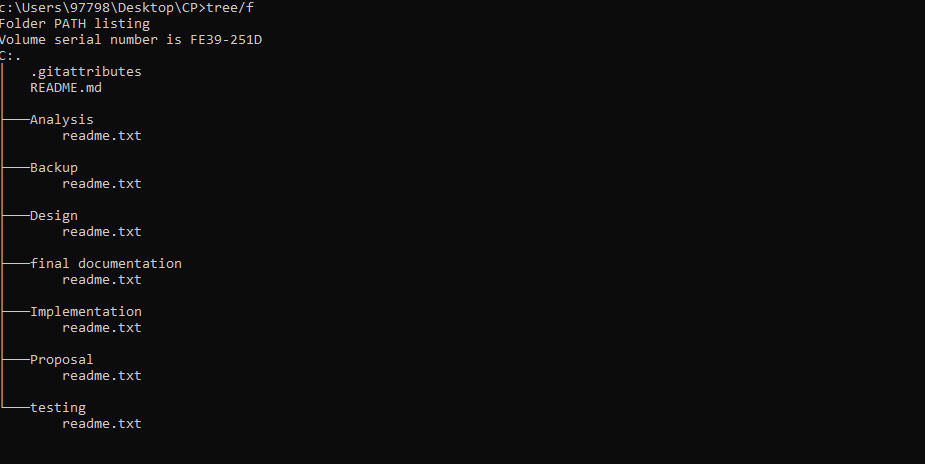 c:\Users\97798\Desktop\CP>tree/f
Folder PATH listing
Volume serial number is FE39-251D
C:.
│   .gitattributes
│   README.md
│
├───Analysis
│       readme.txt
│
├───Backup
│       readme.txt
│
├───Design
│       readme.txt
│
├───final documentation
│       readme.txt
│
├───Implementation
│       readme.txt
│
├───Proposal
│       readme.txt
│
└───testing
        readme.txt